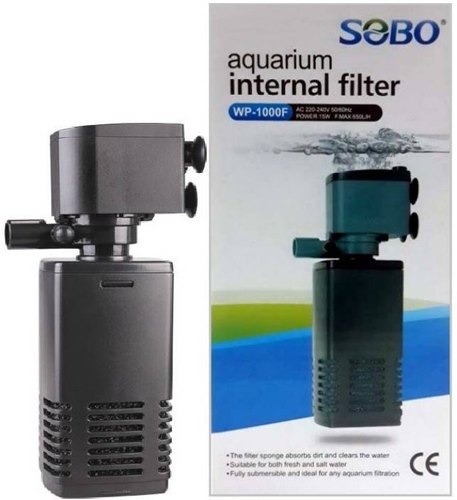 SOBO®
aquarium
internal filter
WP-1000F
AC 220-240V 50/60Hz
POWER:15W F.MAX 650L/H
•The filter sponge absorbs dirt and clears the water
•Suitable for both fresh and salt water
•Fully submersible and ideal for any aquarium filtration
CE